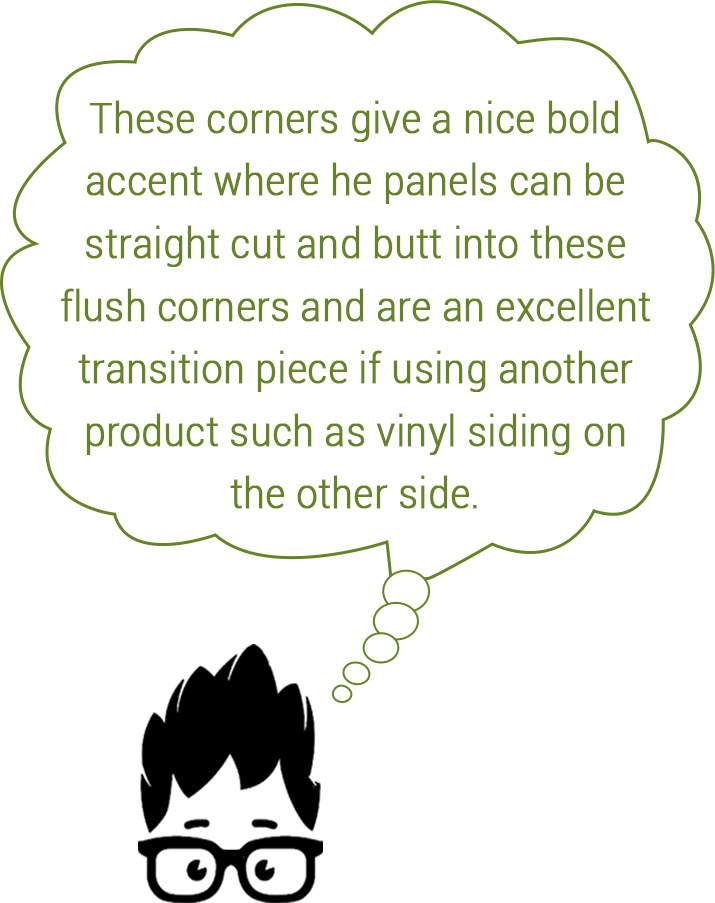 These corners give a nice bold
accent where he panels can be
straight cut and butt into these
flush corners and are an excellent
transition piece if using another
product such as vinyl siding on
the other side.